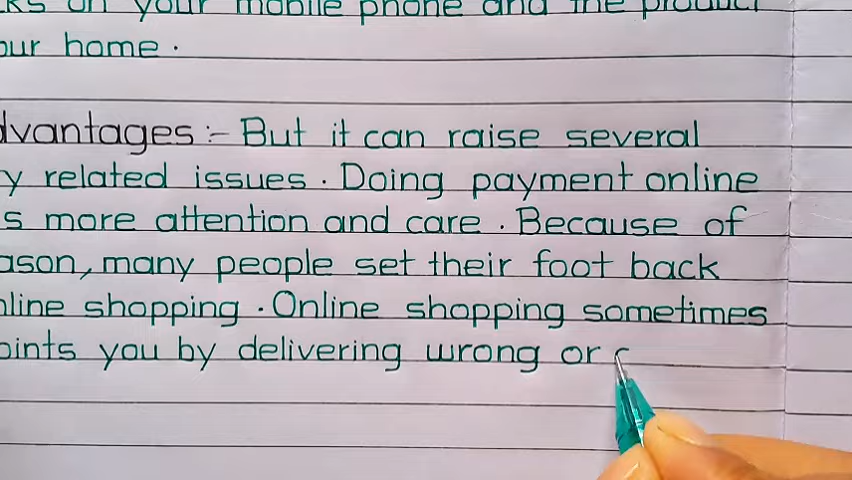 on your mobile phone and the product
our home .
dvantages :- But it can raise several
y related issues . Doing payment online
s more attention and care . Because of
ason, many people set their foot back
nline shopping . Online shopping sometimes
oints you by delivering wrong or